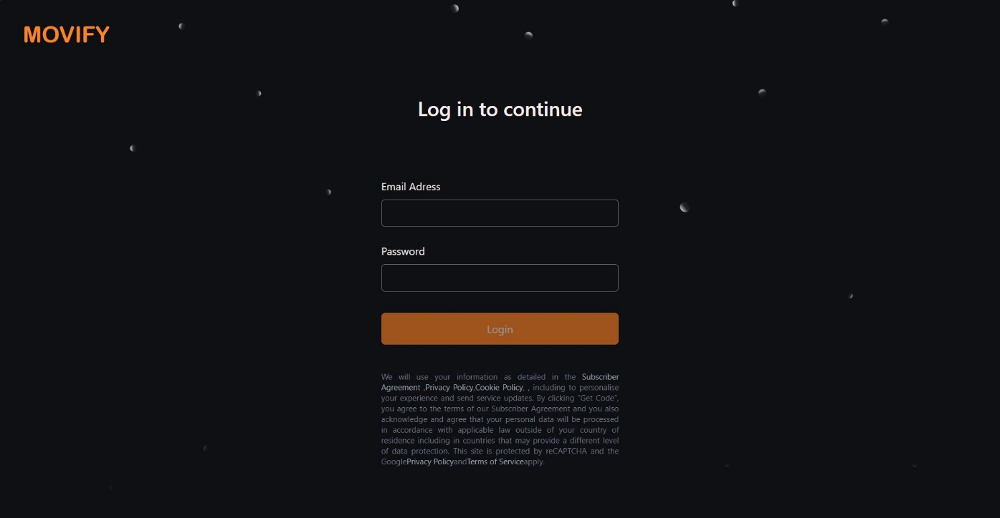 MOVIFY
Log in to continue
Email Adress
Password
Login
We will use your information as detailed in the Subscriber
Agreement ,Privacy Policy,Cookie Policy, , including to personalise
your experience and send service updates. By clicking “Get Code”,
you agree to the terms of our Subscriber Agreement and you also
acknowledge and agree that your personal data will be processed
in accordance with applicable law outside of your country of
residence including in countries that may provide a different level
of data protection. This site is protected by reCAPTCHA and the
GooglePrivacy PolicyandTerms of Serviceapply.